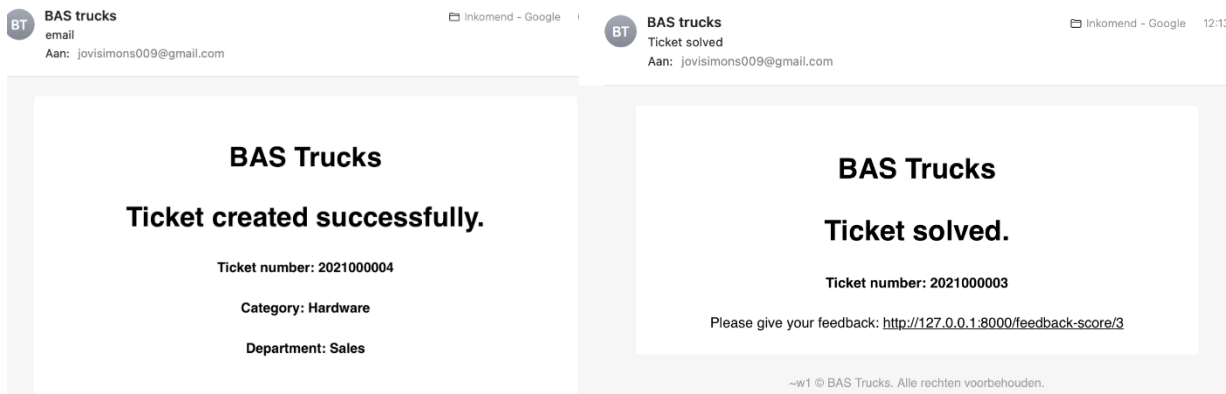 BT
BAS trucks
Inkomend - Google
email
Aan: jovisimons009@gmail.com
BAS Trucks
Ticket created successfully.
Ticket number: 2021000004
Category: Hardware
Department: Sales
BT
BAS trucks
Inkomend - Google
Ticket solved
Aan: jovisimons009@gmail.com
BAS Trucks
Ticket solved.
Ticket number: 2021000003
Please give your feedback: http://127.0.0.1:8000/feedback-score/3
~w1 © BAS Trucks. Alle rechten voorbehouden.